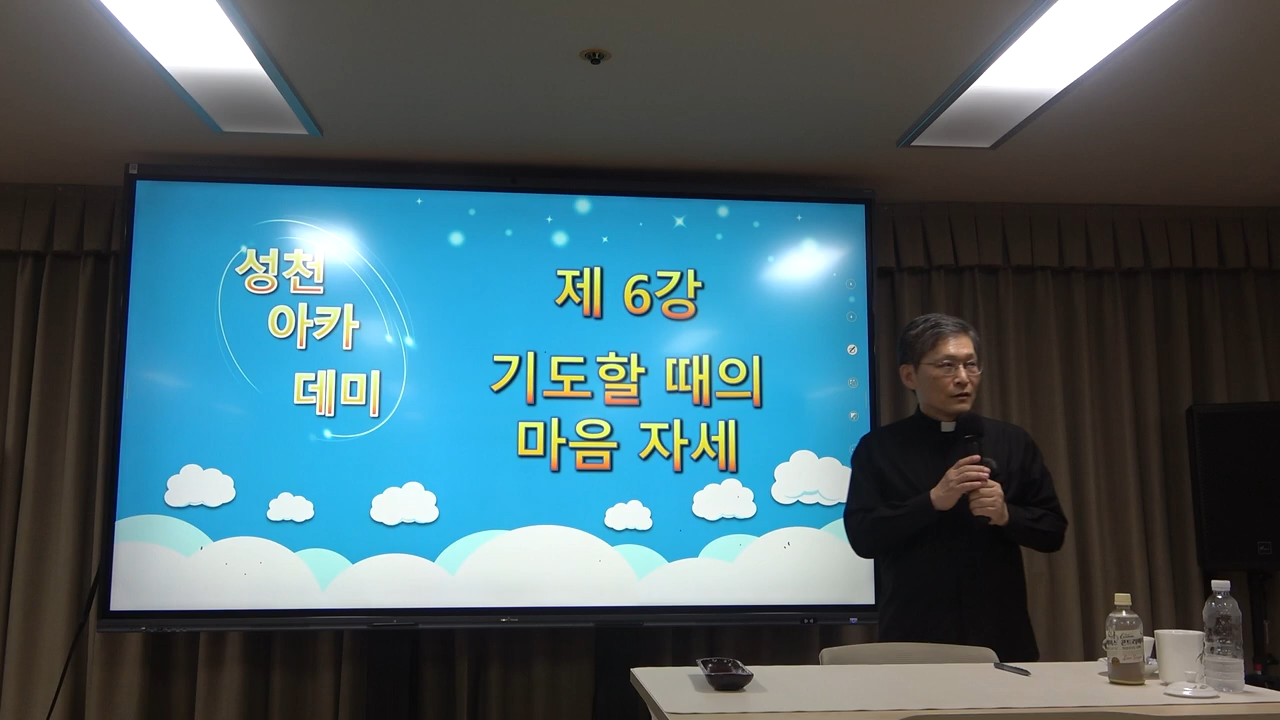 성천
아카
데미
제 6강
기도할 때의
마음 자세